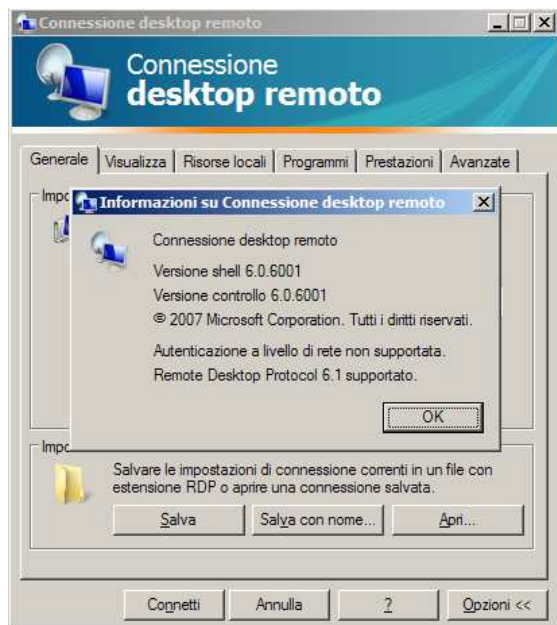 Connessione desktop remoto
Connessione
desktop remoto
Generale Visualizza Risorse locali Programmi Prestazioni Avanzate
Informazioni su Connessione desktop remoto
Connessione desktop remoto
Versione shell 6.0.6001
Versione controllo 6.0.6001
© 2007 Microsoft Corporation. Tutti i diritti riservati.
Autenticazione a livello di rete non supportata.
Remote Desktop Protocol 6.1 supportato.
OK
Salvare le impostazioni di connessione correnti in un file con
estensione RDP o aprire una connessione salvata.
Salva Salva con nome... Apri...
Connetti Annulla ? Opzioni <<